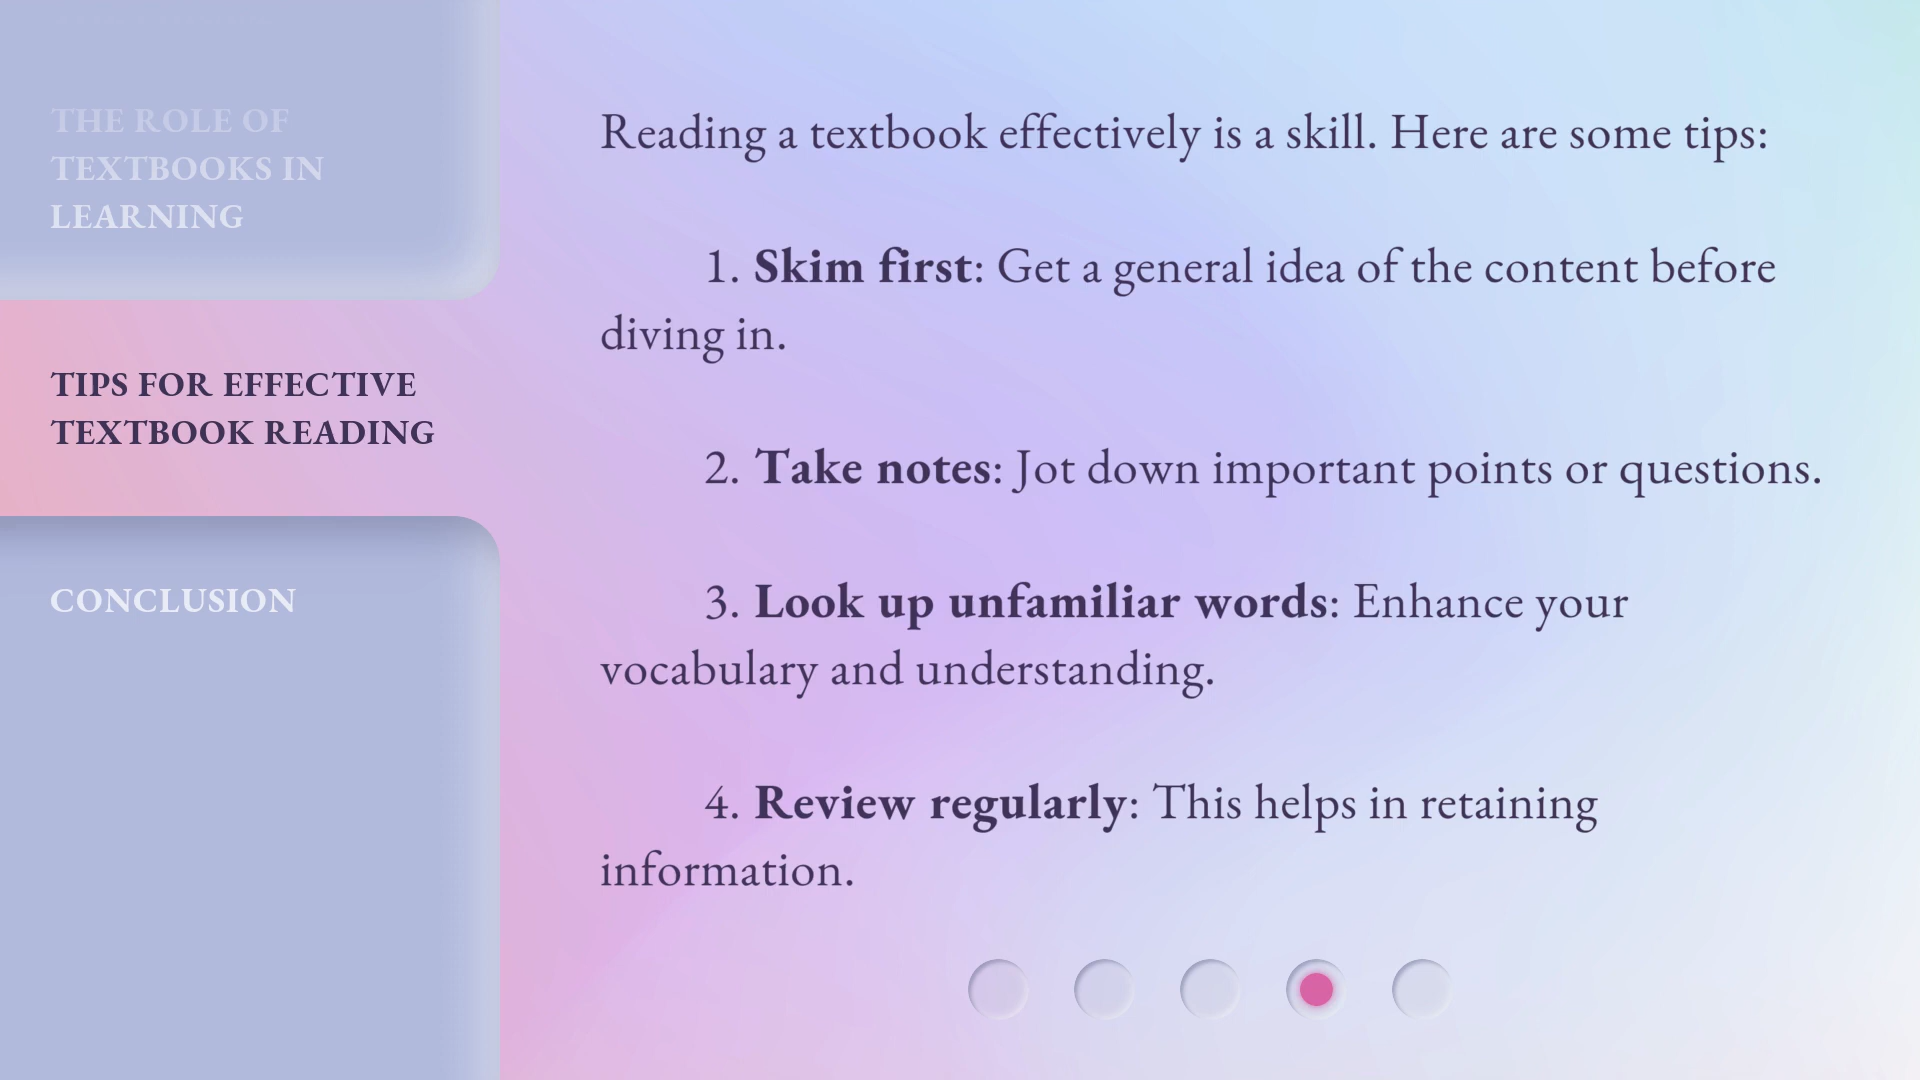 THE ROLE OF
TEXTBOOKS IN
LEARNING
TIPS FOR EFFECTIVE
TEXTBOOK READING
CONCLUSION
Reading a textbook effectively is a skill. Here are some tips:
1. Skim first: Get a general idea of the content before
diving in.
2. Take notes: Jot down important points or questions.
3. Look up unfamiliar words: Enhance your
vocabulary and understanding.
4. Review regularly: This helps in retaining
information.